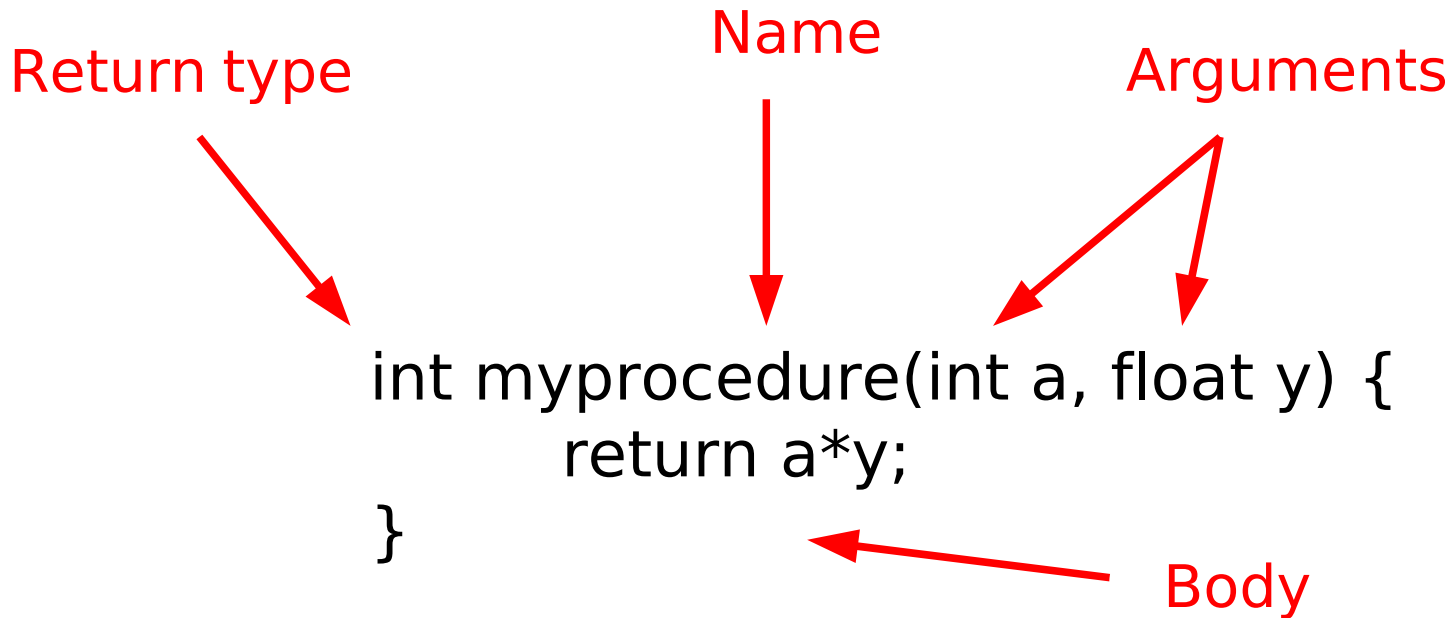 Name
Return type
Arguments
int myprocedure(int a, float y) {
return a*y;
}
Body